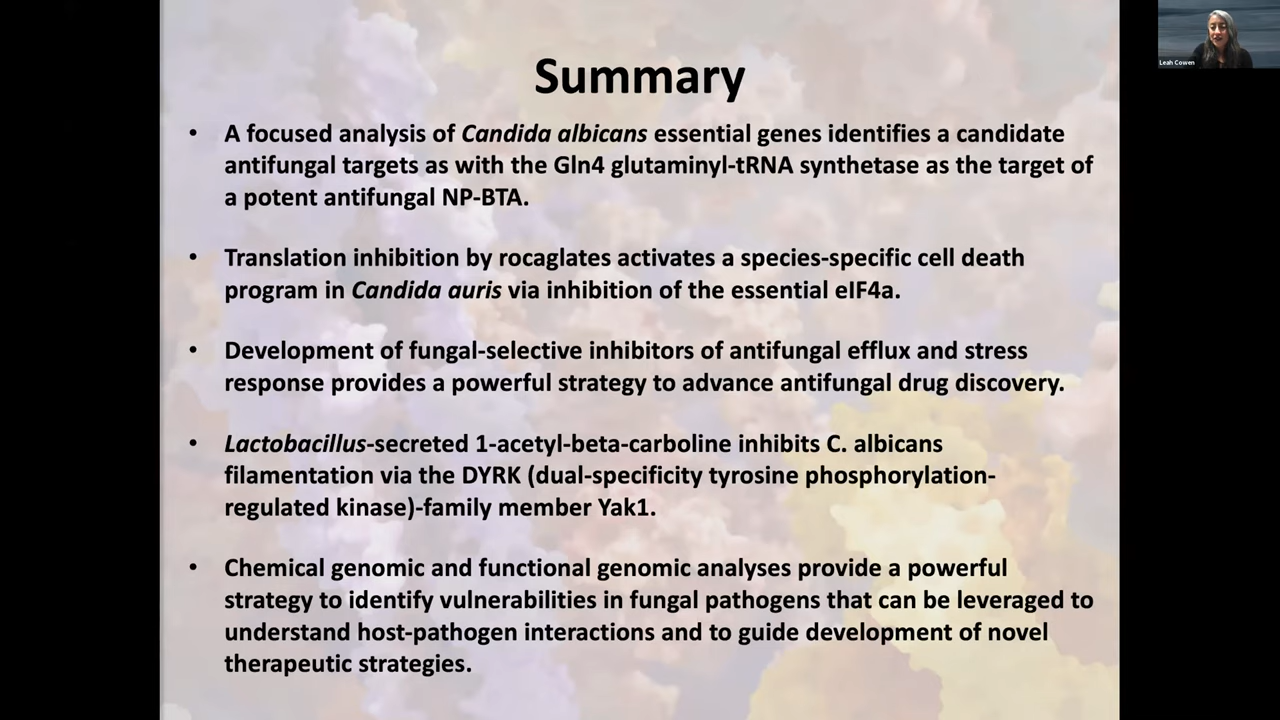 Summary
• A focused analysis of Candida albicans essential genes identifies a candidate
antifungal targets as with the Gln4 glutaminyl-tRNA synthetase as the target of
a potent antifungal NP-BTA.
• Translation inhibition by rocaglates activates a species-specific cell death
program in Candida auris via inhibition of the essential eIF4a.
• Development of fungal-selective inhibitors of antifungal efflux and stress
response provides a powerful strategy to advance antifungal drug discovery.
• Lactobacillus-secreted 1-acetyl-beta-carboline inhibits C. albicans
filamentation via the DYRK (dual-specificity tyrosine phosphorylation-
regulated kinase)-family member Yak1.
• Chemical genomic and functional genomic analyses provide a powerful
strategy to identify vulnerabilities in fungal pathogens that can be leveraged to
understand host-pathogen interactions and to guide development of novel
therapeutic strategies.
Leah Cowen